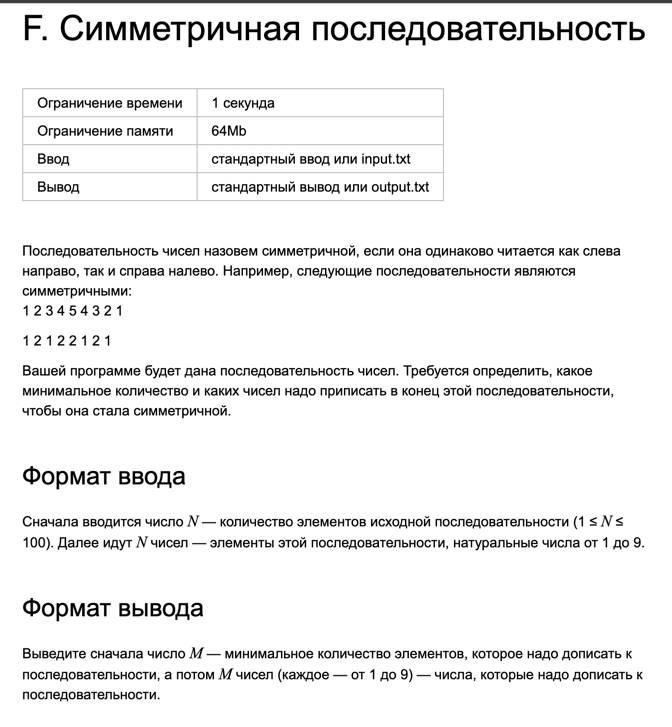 F. Симметричная последовательность
Ограничение времени 1 секунда
Ограничение памяти 64Mb
Ввод стандартный ввод или input.txt
Вывод стандартный вывод или output.txt
Последовательность чисел назовем симметричной, если она одинаково читается как слева
направо, так и справа налево. Например, следующие последовательности являются
симметричными:
1 2 3 4 5 4 3 2 1
1 2 1 2 2 1 2 1
Вашей программе будет дана последовательность чисел. Требуется определить, какое
минимальное количество и каких чисел надо приписать в конец этой последовательности,
чтобы она стала симметричной.
Формат ввода
Сначала вводится число N — количество элементов исходной последовательности (1 ≤ N ≤
100). Далее идут N чисел — элементы этой последовательности, натуральные числа от 1 до 9.
Формат вывода
Выведите сначала число M — минимальное количество элементов, которое надо дописать к
последовательности, а потом M чисел (каждое — от 1 до 9) — числа, которые надо дописать к
последовательности.